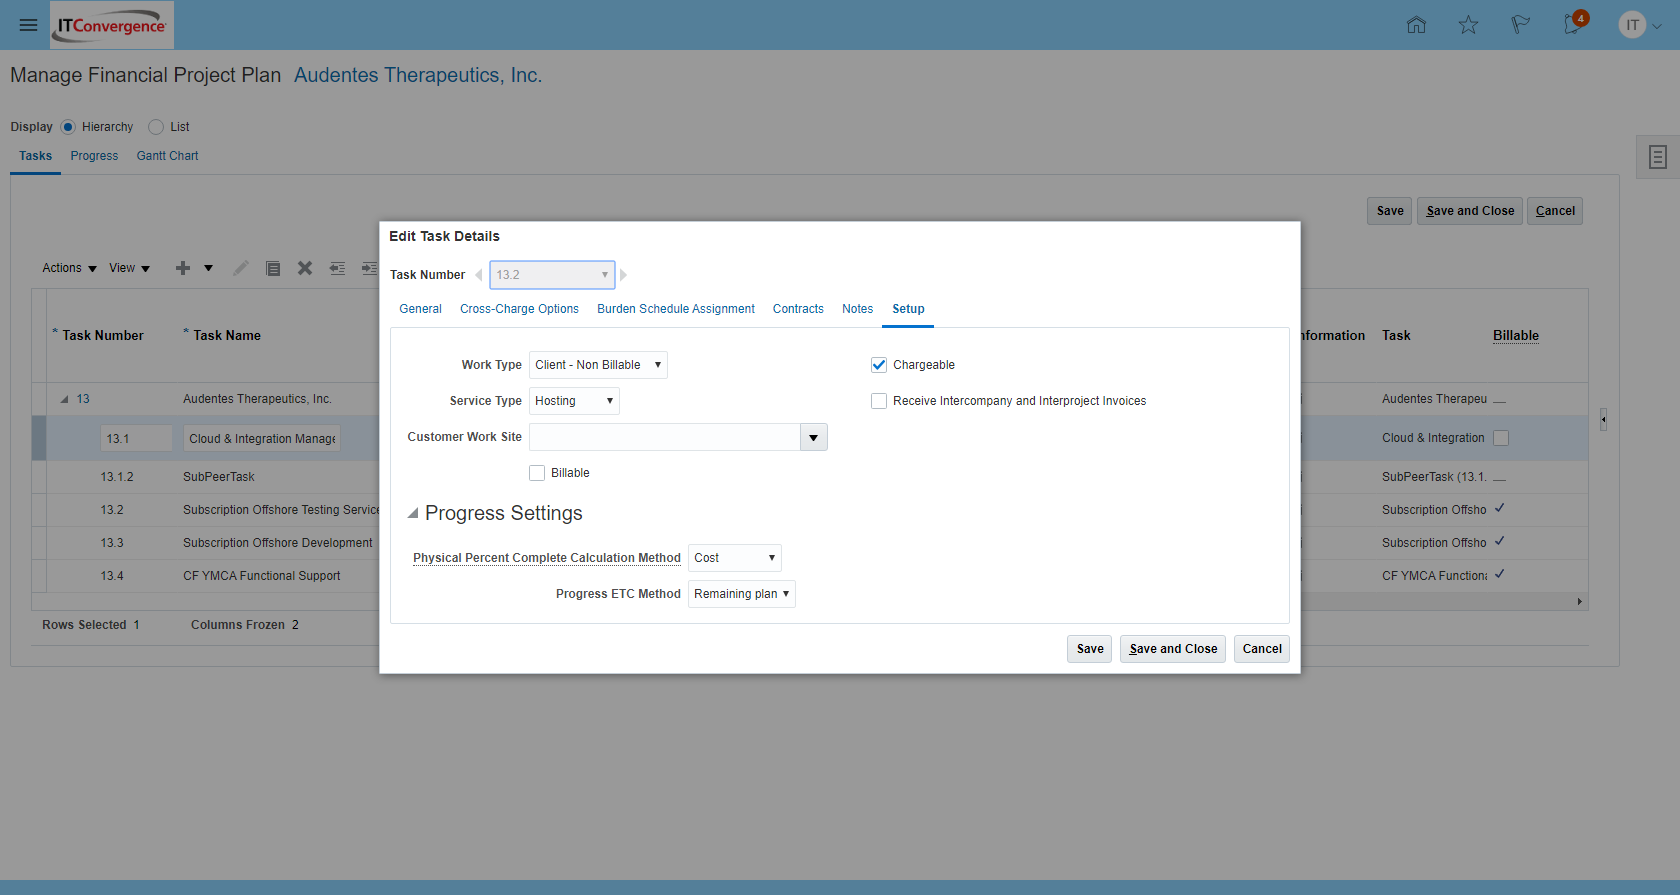 ITConvergence
4
IT
Manage Financial Project Plan Audentes Therapeutics, Inc.
Display Hierarchy List
Tasks Progress Gantt Chart
Save Save and Close Cancel
Edit Task Details
Actions View
Task Number 13.2
General Cross-Charge Options Burden Schedule Assignment Contracts Notes Setup
* Task Number * Task Name
Task Billable
Work Type Client - Non Billable
Chargeable
13 Audentes Therapeutics, Inc.
Audentes Therapeu
Service Type Hosting
Receive Intercompany and Interproject Invoices
13.1 Cloud & Integration Manage
Cloud & Integration
Customer Work Site
Billable
13.1.2 SubPeerTask
SubPeerTask (13.1.
13.2 Subscription Offshore Testing Service
Subscription Offsho
Progress Settings
13.3 Subscription Offshore Development
Subscription Offsho
Physical Percent Complete Calculation Method Cost
13.4 CF YMCA Functional Support
CF YMCA Functiona
Progress ETC Method Remaining plan
Rows Selected 1 Columns Frozen 2
Save Save and Close Cancel